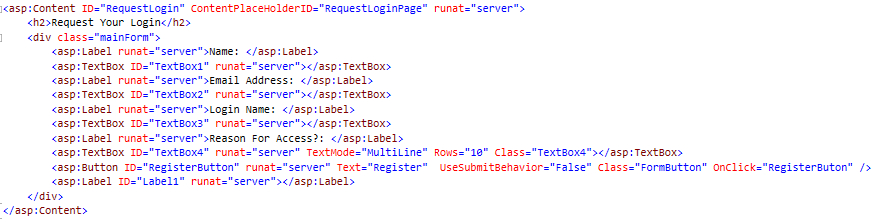 <asp:Content ID="RequestLogin" ContentPlaceHolderID="RequestLoginPage" runat="server">
<h2>Request Your Login</h2>
<div class="mainForm">
<asp:Label runat="server">Name: </asp:Label>
<asp:TextBox ID="TextBox1" runat="server"></asp:TextBox>
<asp:Label runat="server">Email Address: </asp:Label>
<asp:TextBox ID="TextBox2" runat="server"></asp:TextBox>
<asp:Label runat="server">Login Name: </asp:Label>
<asp:TextBox ID="TextBox3" runat="server"></asp:TextBox>
<asp:Label runat="server">Reason For Access?: </asp:Label>
<asp:TextBox ID="TextBox4" runat="server" TextMode="MultiLine" Rows="10" Class="TextBox4"></asp:TextBox>
<asp:Button ID="RegisterButton" runat="server" Text="Register"  UseSubmitBehavior="False" Class="FormButton" OnClick="RegisterButon" />
<asp:Label ID="Label1" runat="server"></asp:Label>
</div>
</asp:Content>